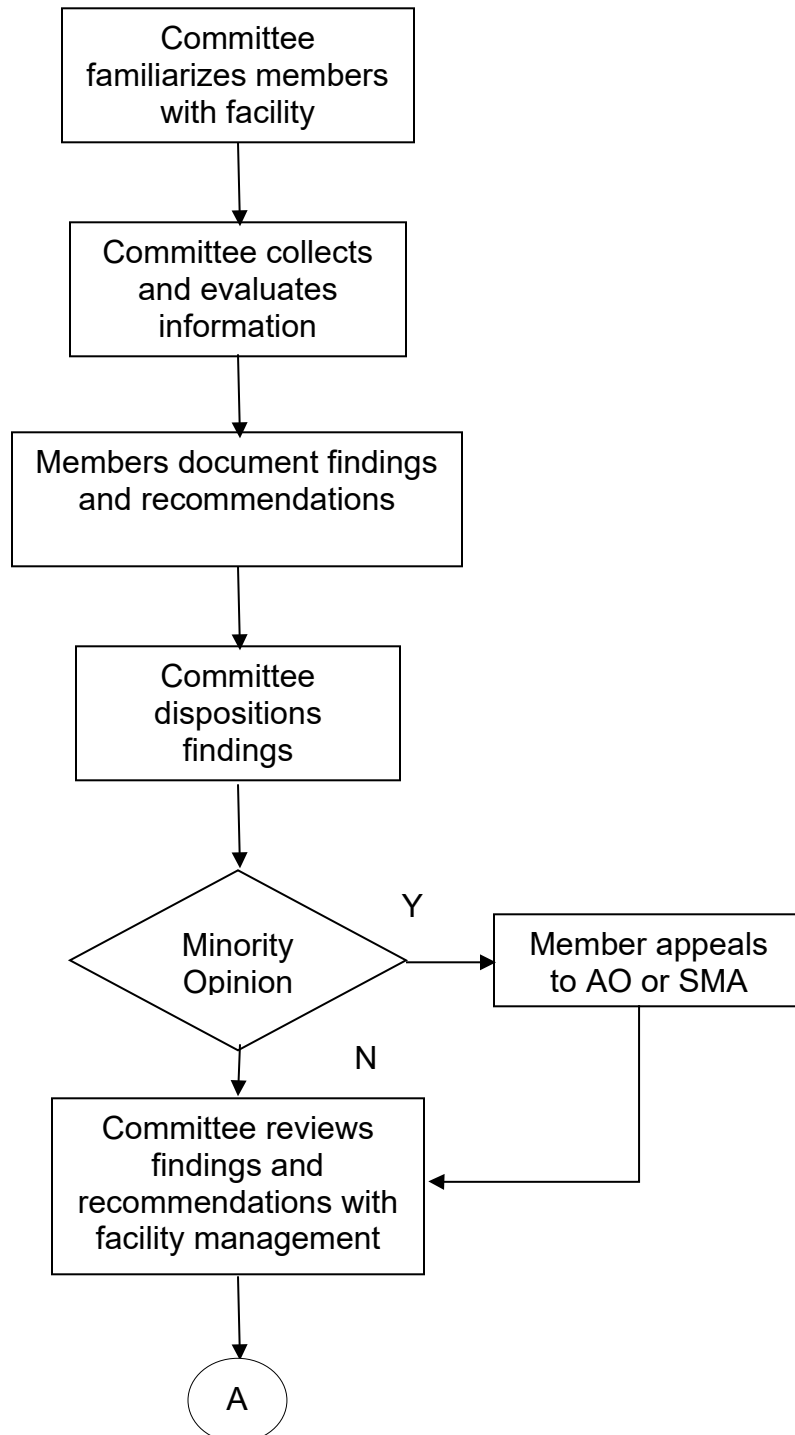 Committee
familiarizes members
with facility
Committee collects
and evaluates
information
Members document findings
and recommendations
Committee
dispositions
findings
Minority
Opinion
Y
Member appeals
to AO or SMA
N
Committee reviews
findings and
recommendations with
facility management
A